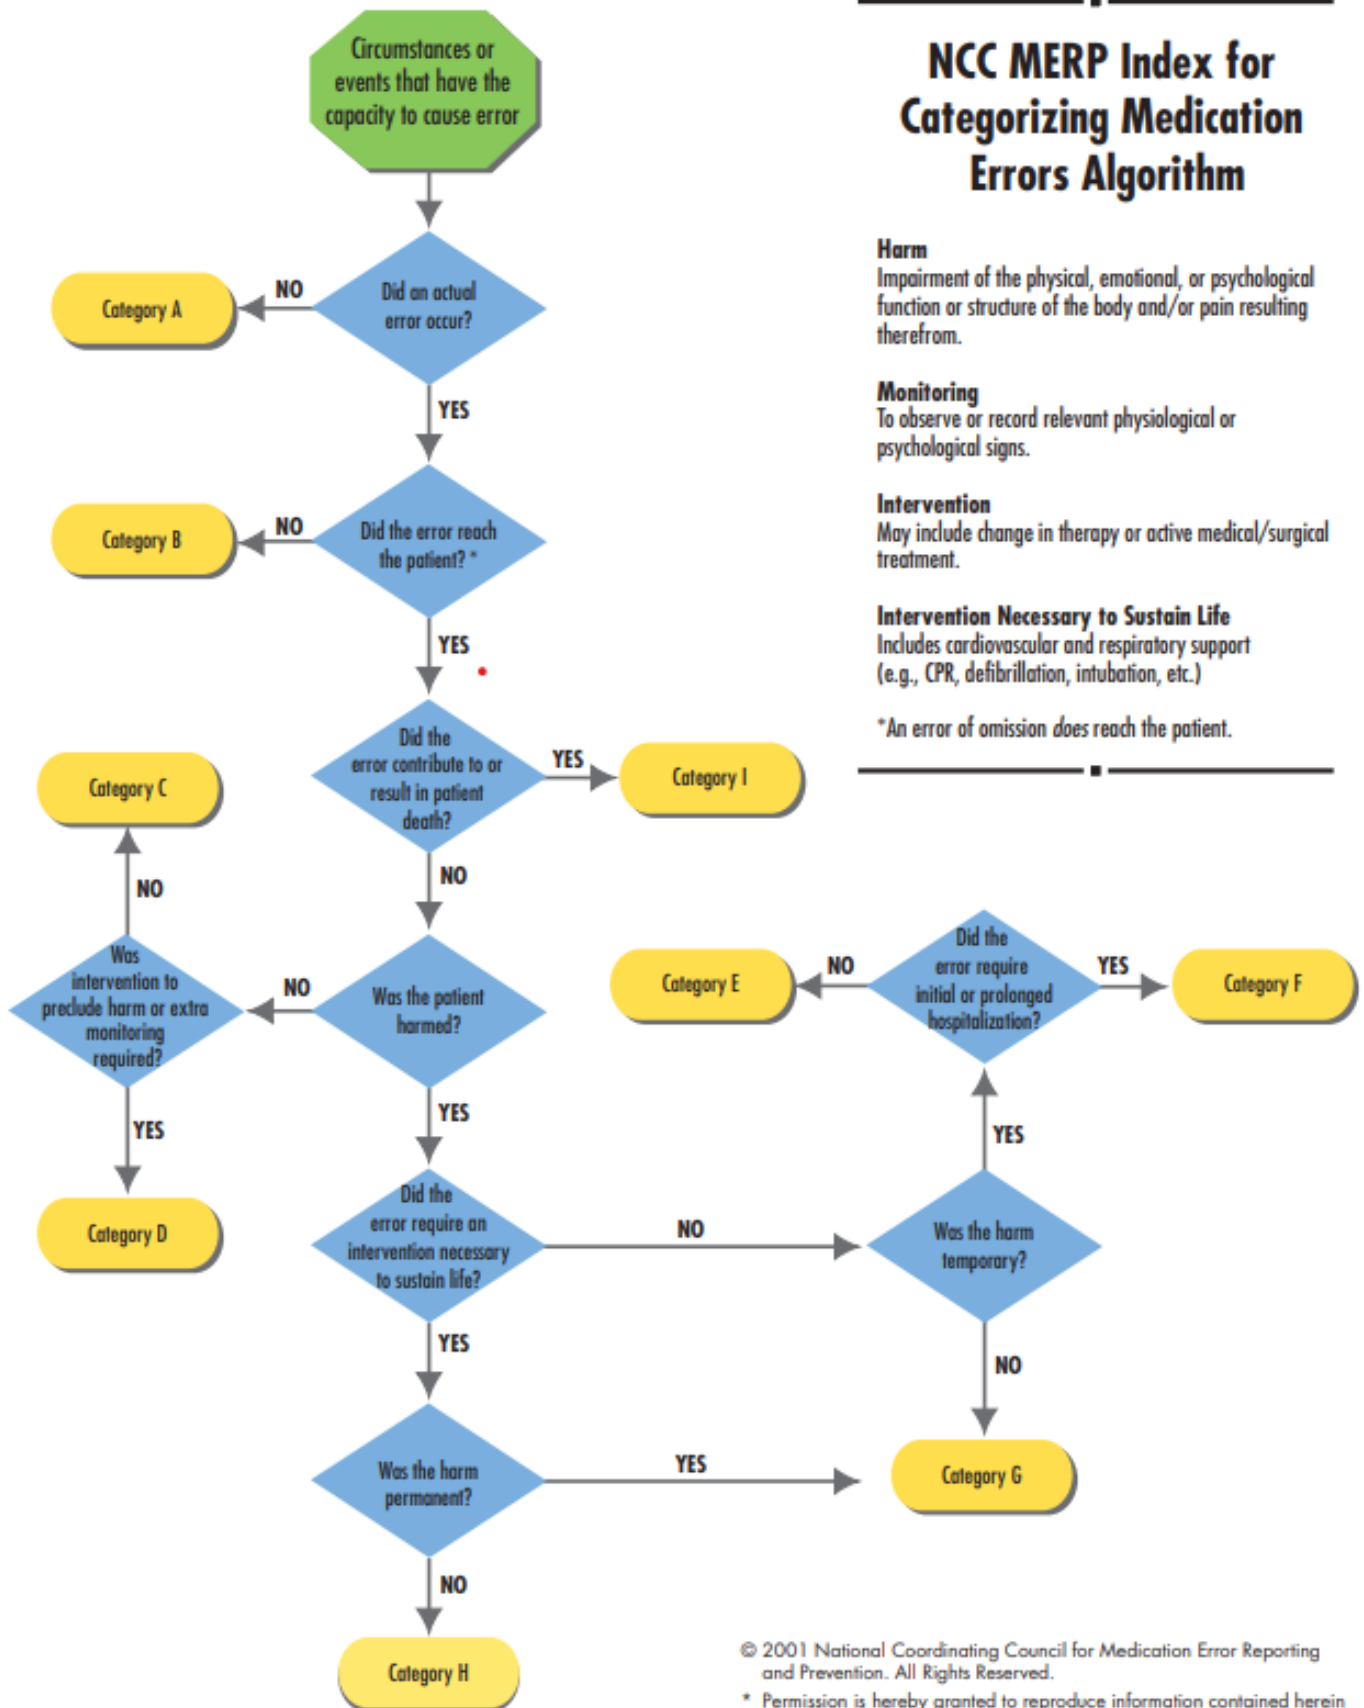 Circumstances or
events that have the
capacity to cause error
NCC MERP Index for
Categorizing Medication
Errors Algorithm
Harm
Impairment of the physical, emotional, or psychological
function or structure of the body and/or pain resulting
therefrom.
Monitoring
To observe or record relevant physiological or
psychological signs.
Intervention
May include change in therapy or active medical/surgical
treatment.
Intervention Necessary to Sustain Life
Includes cardiovascular and respiratory support
(e.g., CPR, defibrillation, intubation, etc.)
*An error of omission does reach the patient.
Did an actual
error occur?
NO
Category A
YES
Did the error reach
the patient? *
NO
Category B
YES
Did the
error contribute to or
result in patient
death?
YES
Category I
NO
Was the patient
harmed?
NO
Was
intervention to
preclude harm or extra
monitoring
required?
NO
Category C
YES
Category D
YES
Did the
error require an
intervention necessary
to sustain life?
NO
Was the harm
temporary?
YES
Did the
error require
initial or prolonged
hospitalization?
NO
Category E
YES
Category F
NO
Category G
YES
Was the harm
permanent?
YES
NO
Category H
© 2001 National Coordinating Council for Medication Error Reporting
and Prevention. All Rights Reserved.
* Permission is hereby granted to reproduce information contained herein